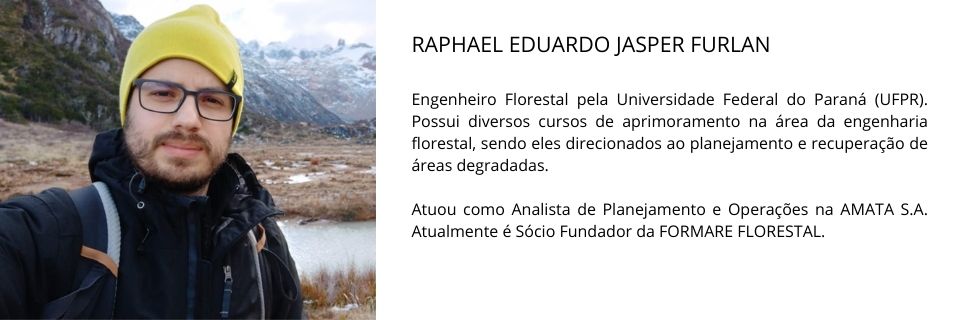 RAPHAEL EDUARDO JASPER FURLAN
Engenheiro Florestal pela Universidade Federal do Paraná (UFPR).
Possui diversos cursos de aprimoramento na área da engenharia
florestal, sendo eles direcionados ao planejamento e recuperação de
áreas degradadas.
Atuou como Analista de Planejamento e Operações na AMATA S.A.
Atualmente é Sócio Fundador da FORMARE FLORESTAL.